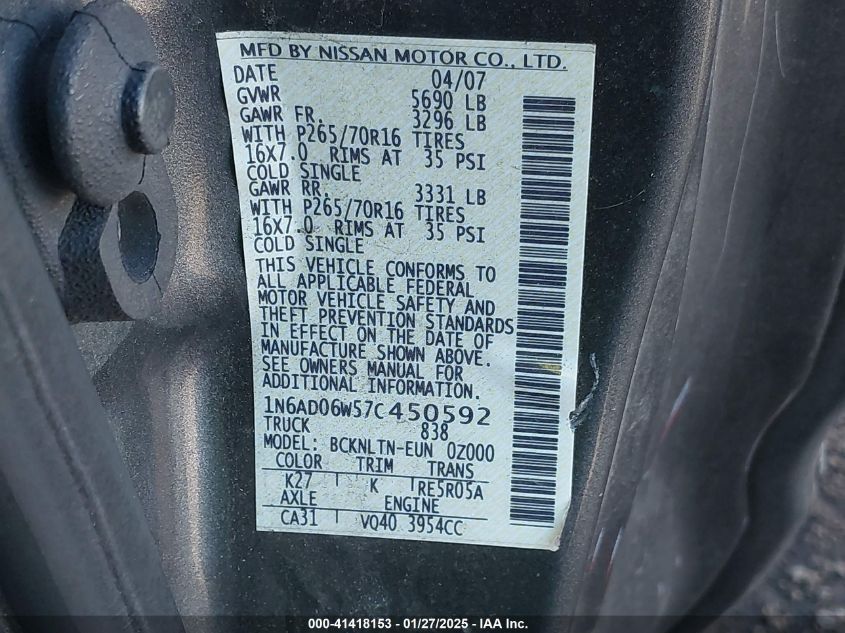 MFD BY NISSAN MOTOR CO., LTD.
DATE 04/07
GVWR 5690 LB
GAWR FR. 3296 LB
WITH P265/70R16 TIRES
16X7.0 RIMS AT 35 PSI
COLD SINGLE
GAWR RR. 3331 LB
WITH P265/70R16 TIRES
16X7.0 RIMS AT 35 PSI
COLD SINGLE
THIS VEHICLE CONFORMS TO
ALL APPLICABLE FEDERAL
MOTOR VEHICLE SAFETY AND
THEFT PREVENTION STANDARDS
IN EFFECT ON THE DATE OF
MANUFACTURE SHOWN ABOVE.
SEE OWNERS MANUAL FOR
ADDITIONAL INFORMATION.
1N6AD06W57C450592
TRUCK 838
MODEL: BCKNLTN-EUN 0Z000
COLOR TRIM TRANS
K27 K RE5R05A
AXLE ENGINE
CA31 VQ40 3954CC
000-41418153 — 01/27/2025 — IAA Inc.